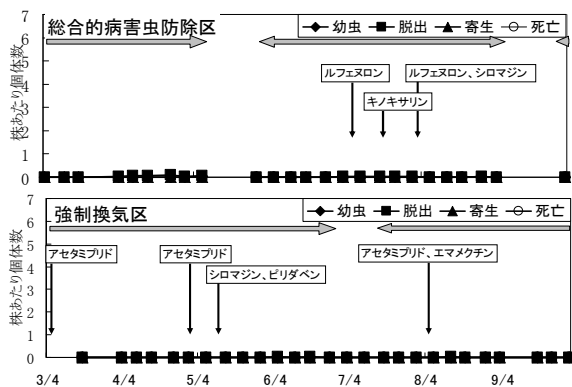 総合的病害虫防除区
幼虫 脱出 寄生 死亡
株あたり個体数
7
6
5
4
3
2
1
0
ルフェヌロン
ルフェヌロン、シロマジン
キノキサリン
強制換気区
幼虫 脱出 寄生 死亡
株あたり個体数
7
6
5
4
3
2
1
0
アセタミプリド
アセタミプリド
アセタミプリド、エマメクチン
シロマジン、ピリダベン
3/4 4/4 5/4 6/4 7/4 8/4 9/4